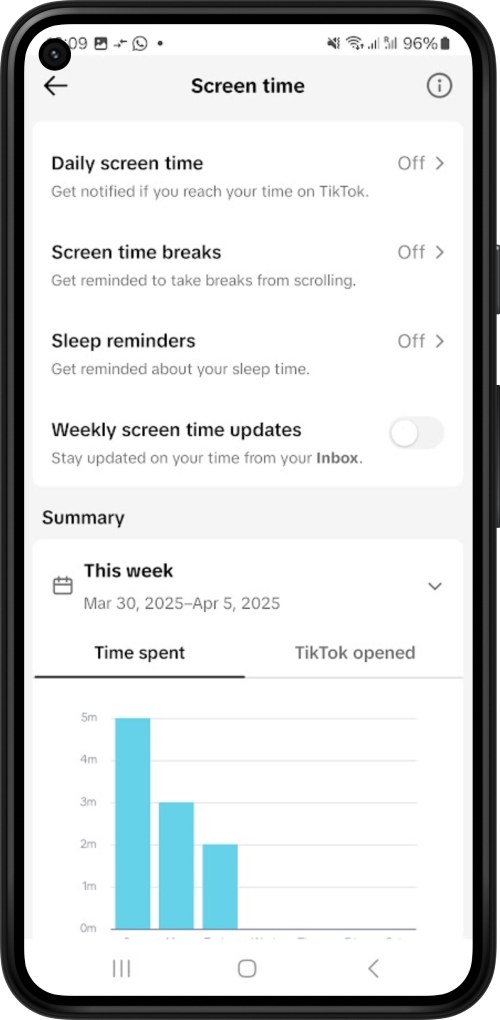 96%
Screen time
Daily screen time
Off
Get notified if you reach your time on TikTok.
Screen time breaks
Off
Get reminded to take breaks from scrolling.
Sleep reminders
Off
Get reminded about your sleep time.
Weekly screen time updates
Stay updated on your time from your Inbox.
Summary
This week
Mar 30, 2025–Apr 5, 2025
Time spent
TikTok opened
5m
4m
3m
2m
1m
0m